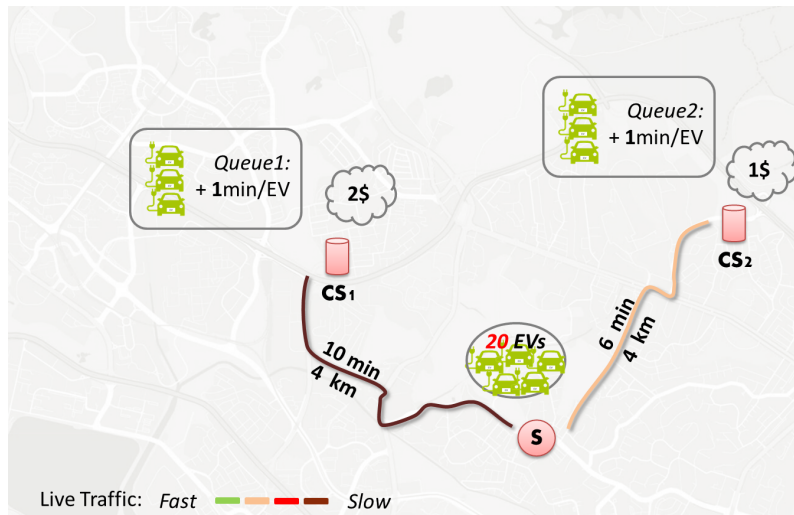 Queue1:
+ 1min/EV
2$
CS1
Queue2:
+ 1min/EV
1$
CS2
10 min
4 km
6 min
4 km
20 EVs
S
Live Traffic: Fast Slow